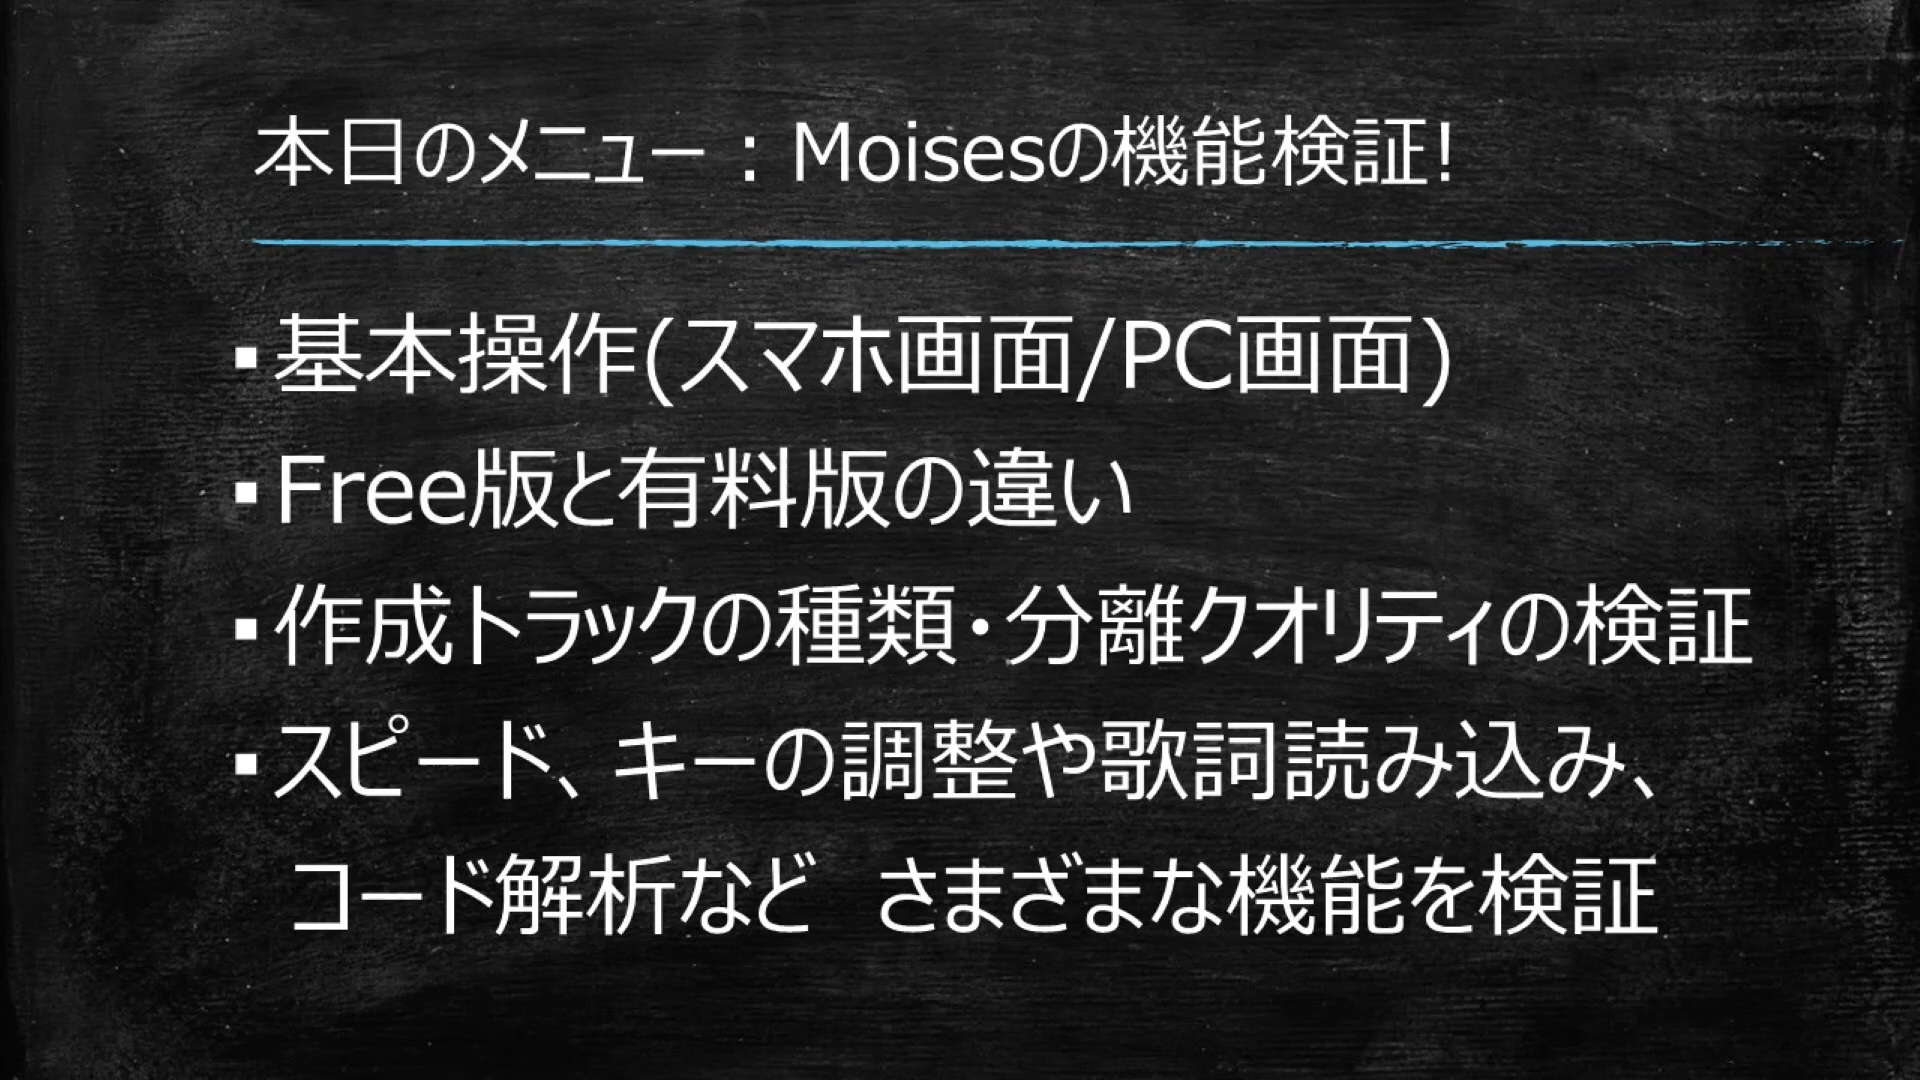 本日のメニュー：Moisesの機能検証!
▪基本操作(スマホ画面/PC画面)
▪Free版と有料版の違い
▪作成トラックの種類・分離クオリティの検証
▪スピード、キーの調整や歌詞読み込み、
コード解析など　さまざまな機能を検証